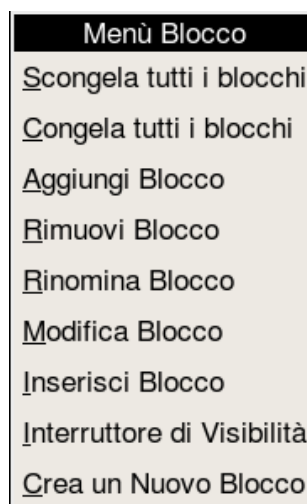 Menù Blocco
Scongela tutti i blocchi
Congela tutti i blocchi
Aggiungi Blocco
Rimuovi Blocco
Rinomina Blocco
Modifica Blocco
Inserisci Blocco
Interruttore di Visibilità
Crea un Nuovo Blocco